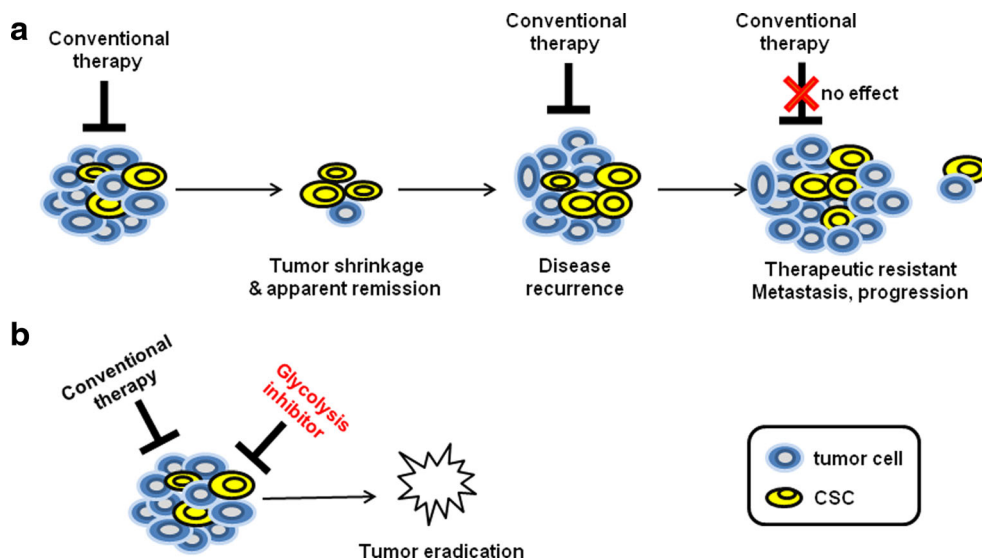 a
Conventional
therapy
Conventional
therapy
Conventional
therapy
no effect
Tumor shrinkage
& apparent remission
Disease
recurrence
Therapeutic resistant
Metastasis, progression
b
Conventional
therapy
Glycolysis
inhibitor
Tumor eradication
tumor cell
CSC